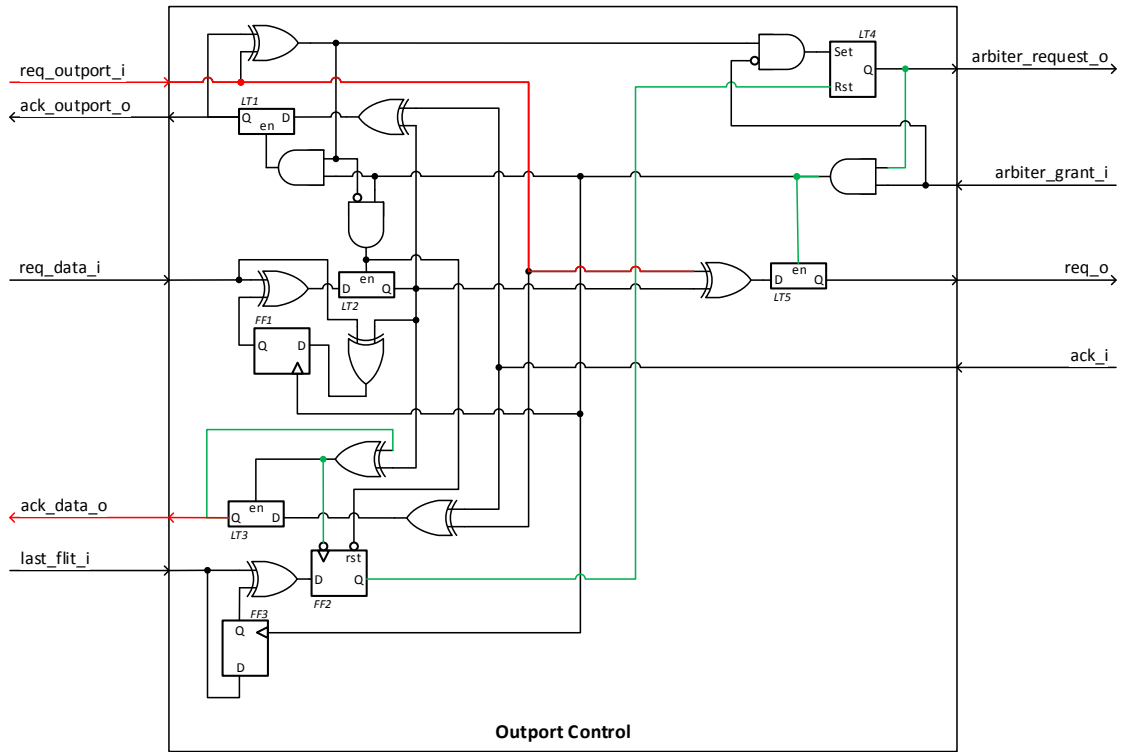 LT4
req_outport_i
Set
arbiter_request_o
Q
Rst
LT1
ack_outport_o
Q
D
en
arbiter_grant_i
req_data_i
en
D
Q
LT2
en
D
Q
LT5
req_o
FF1
Q
D
ack_i
ack_data_o
en
Q
D
LT3
last_flit_i
rst
D
Q
FF2
FF3
Q
D
Outport Control